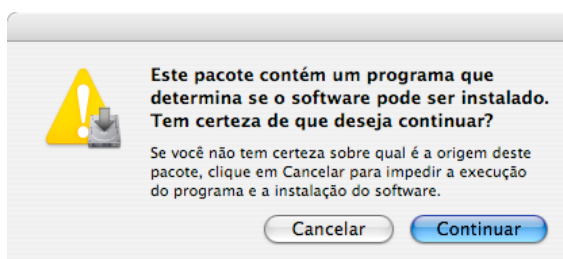 Este pacote contém um programa que
determina se o software pode ser instalado.
Tem certeza de que deseja continuar?
Se você não tem certeza sobre qual é a origem deste
pacote, clique em Cancelar para impedir a execução
do programa e a instalação do software.
Cancelar
Continuar